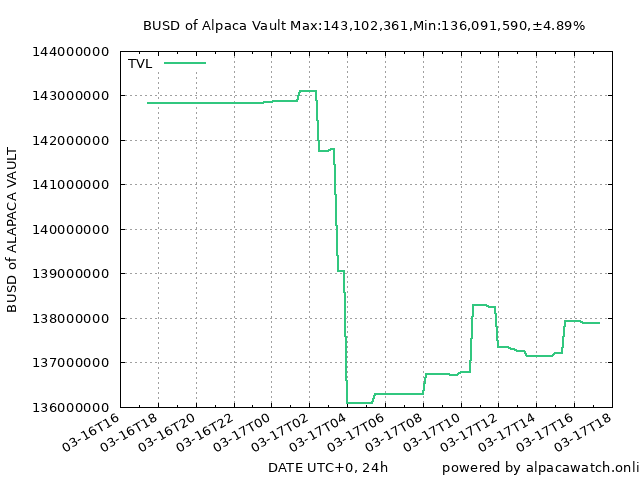 BUSD of Alpaca Vault Max:143,102,361,Min:136,091,590,±4.89%
144000000
TVL
143000000
142000000
141000000
140000000
139000000
138000000
137000000
136000000
BUSD of ALAPACA VAULT
03-16T16
03-16T18
03-16T20
03-16T22
03-17T00
03-17T02
03-17T04
03-17T06
03-17T08
03-17T10
03-17T12
03-17T14
03-17T16
03-17T18
DATE UTC+0, 24h
powered by alpacawatch.onli